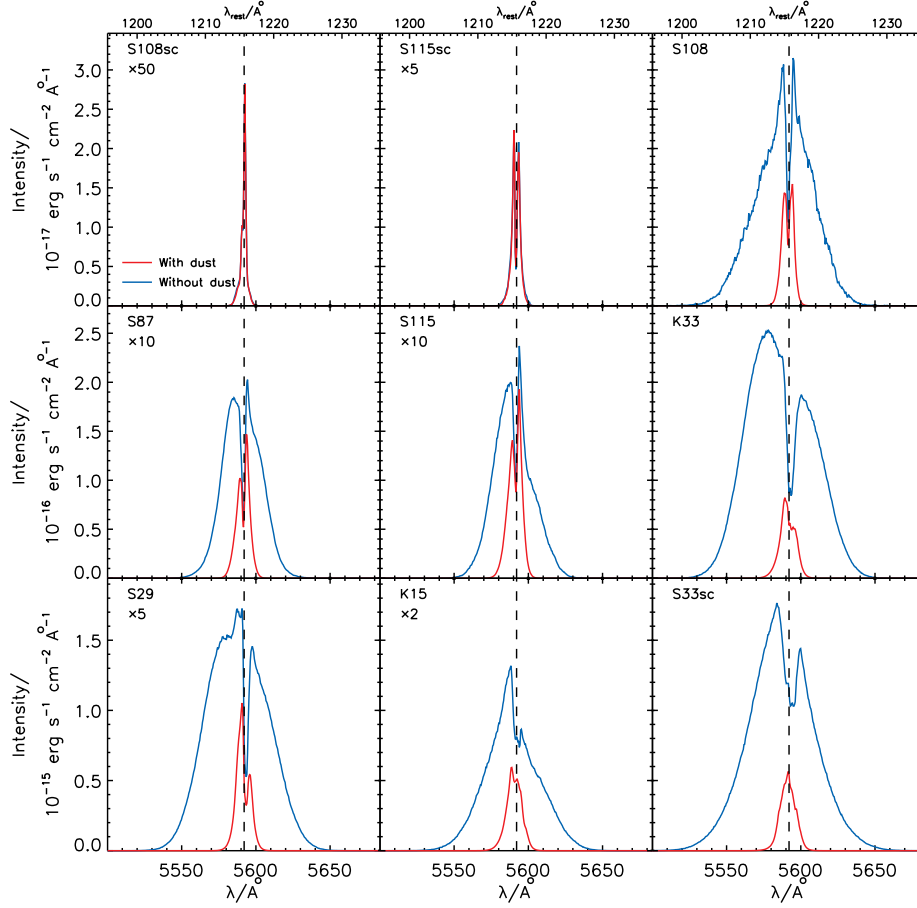 λrest/A° λrest/A° λrest/A°
1200 1210 1220 1230 1200 1210 1220 1230 1200 1210 1220 1230
S108sc S115sc S108
×50 ×5
3.0
2.5
2.0
1.5
1.0
0.5
0.0
Intensity/
10−17 erg s−1 cm−2 A°−1
With dust
Without dust
S87 S115 K33
×10 ×10
2.5
2.0
1.5
1.0
0.5
0.0
Intensity/
10−16 erg s−1 cm−2 A°−1
S29 K15 S33sc
×5 ×2
1.5
1.0
0.5
0.0
Intensity/
10−15 erg s−1 cm−2 A°−1
5550 5600 5650 5550 5600 5650 5550 5600 5650
λ/A° λ/A° λ/A°